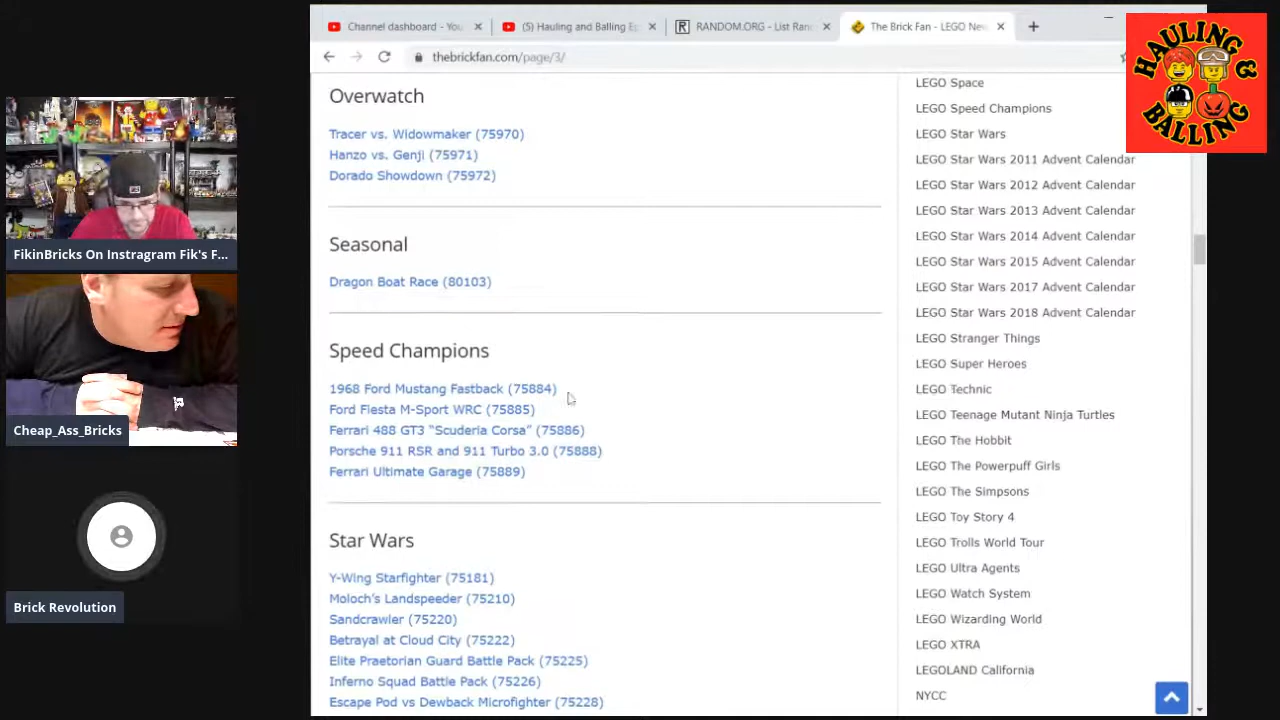 Channel dashboard - You
(5) Hauling and Balling Ep
RANDOM.ORG - List Ran
The Brick Fan - LEGO Ne
thebrickfan.com/page/3/
HAULING &
BALLING
FikinBricks On Instragram Fik's F...
Cheap_Ass_Bricks
Brick Revolution
Overwatch
Tracer vs. Widowmaker (75970)
Hanzo vs. Genji (75971)
Dorado Showdown (75972)
Seasonal
Dragon Boat Race (80103)
Speed Champions
1968 Ford Mustang Fastback (75884)
Ford Fiesta M-Sport WRC (75885)
Ferrari 488 GT3 “Scuderia Corsa” (75886)
Porsche 911 RSR and 911 Turbo 3.0 (75888)
Ferrari Ultimate Garage (75889)
Star Wars
Y-Wing Starfighter (75181)
Moloch’s Landspeeder (75210)
Sandcrawler (75220)
Betrayal at Cloud City (75222)
Elite Praetorian Guard Battle Pack (75225)
Inferno Squad Battle Pack (75226)
Escape Pod vs Dewback Microfighter (75228)
LEGO Space
LEGO Speed Champions
LEGO Star Wars
LEGO Star Wars 2011 Advent Calendar
LEGO Star Wars 2012 Advent Calendar
LEGO Star Wars 2013 Advent Calendar
LEGO Star Wars 2014 Advent Calendar
LEGO Star Wars 2015 Advent Calendar
LEGO Star Wars 2017 Advent Calendar
LEGO Star Wars 2018 Advent Calendar
LEGO Stranger Things
LEGO Super Heroes
LEGO Technic
LEGO Teenage Mutant Ninja Turtles
LEGO The Hobbit
LEGO The Powerpuff Girls
LEGO The Simpsons
LEGO Toy Story 4
LEGO Trolls World Tour
LEGO Ultra Agents
LEGO Watch System
LEGO Wizarding World
LEGO XTRA
LEGOLAND California
NYCC